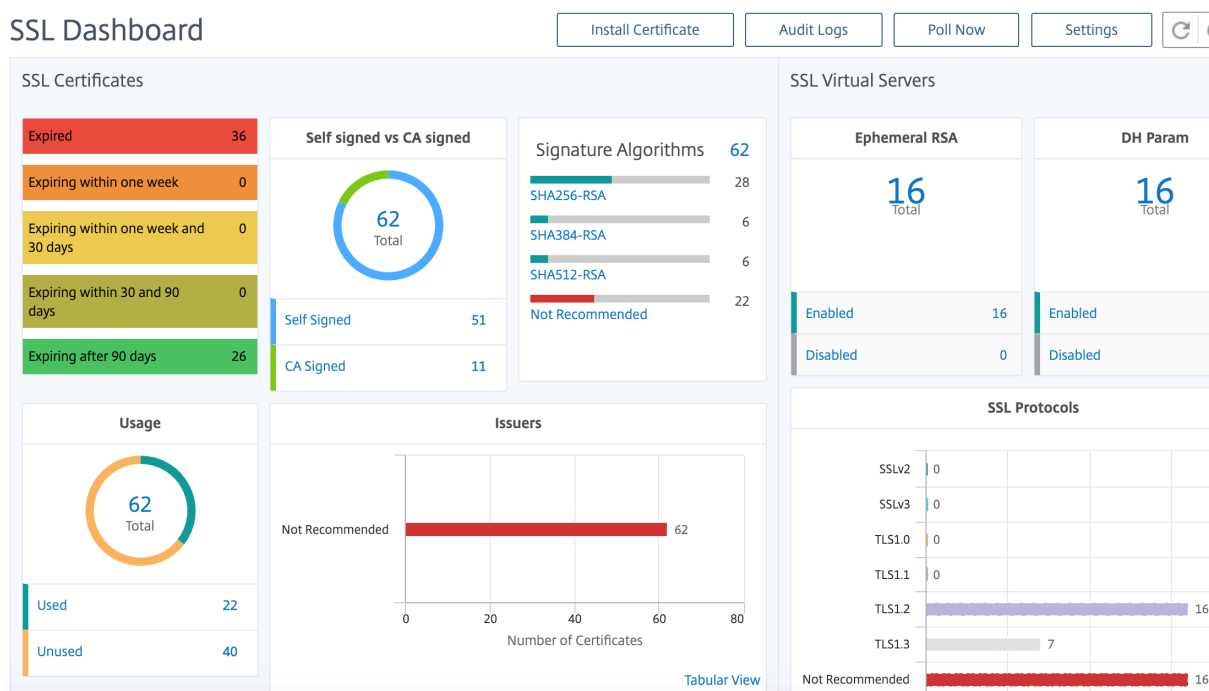 SSL Dashboard
Install Certificate
Audit Logs
Poll Now
Settings
SSL Certificates
Expired 36
Expiring within one week 0
Expiring within one week and 0
30 days
Expiring within 30 and 90 0
days
Expiring after 90 days 26
Self signed vs CA signed
62
Total
Self Signed 51
CA Signed 11
Signature Algorithms 62
28
SHA256-RSA
6
SHA384-RSA
6
SHA512-RSA
22
Not Recommended
Usage
62
Total
Used 22
Unused 40
Issuers
Not Recommended 62
0 20 40 60 80
Number of Certificates
Tabular View
SSL Virtual Servers
Ephemeral RSA
16
Total
Enabled 16
Disabled 0
DH Param
16
Total
Enabled
Disabled
SSL Protocols
SSLv2 0
SSLv3 0
TLS1.0 0
TLS1.1 0
TLS1.2 16
TLS1.3 7
Not Recommended 16